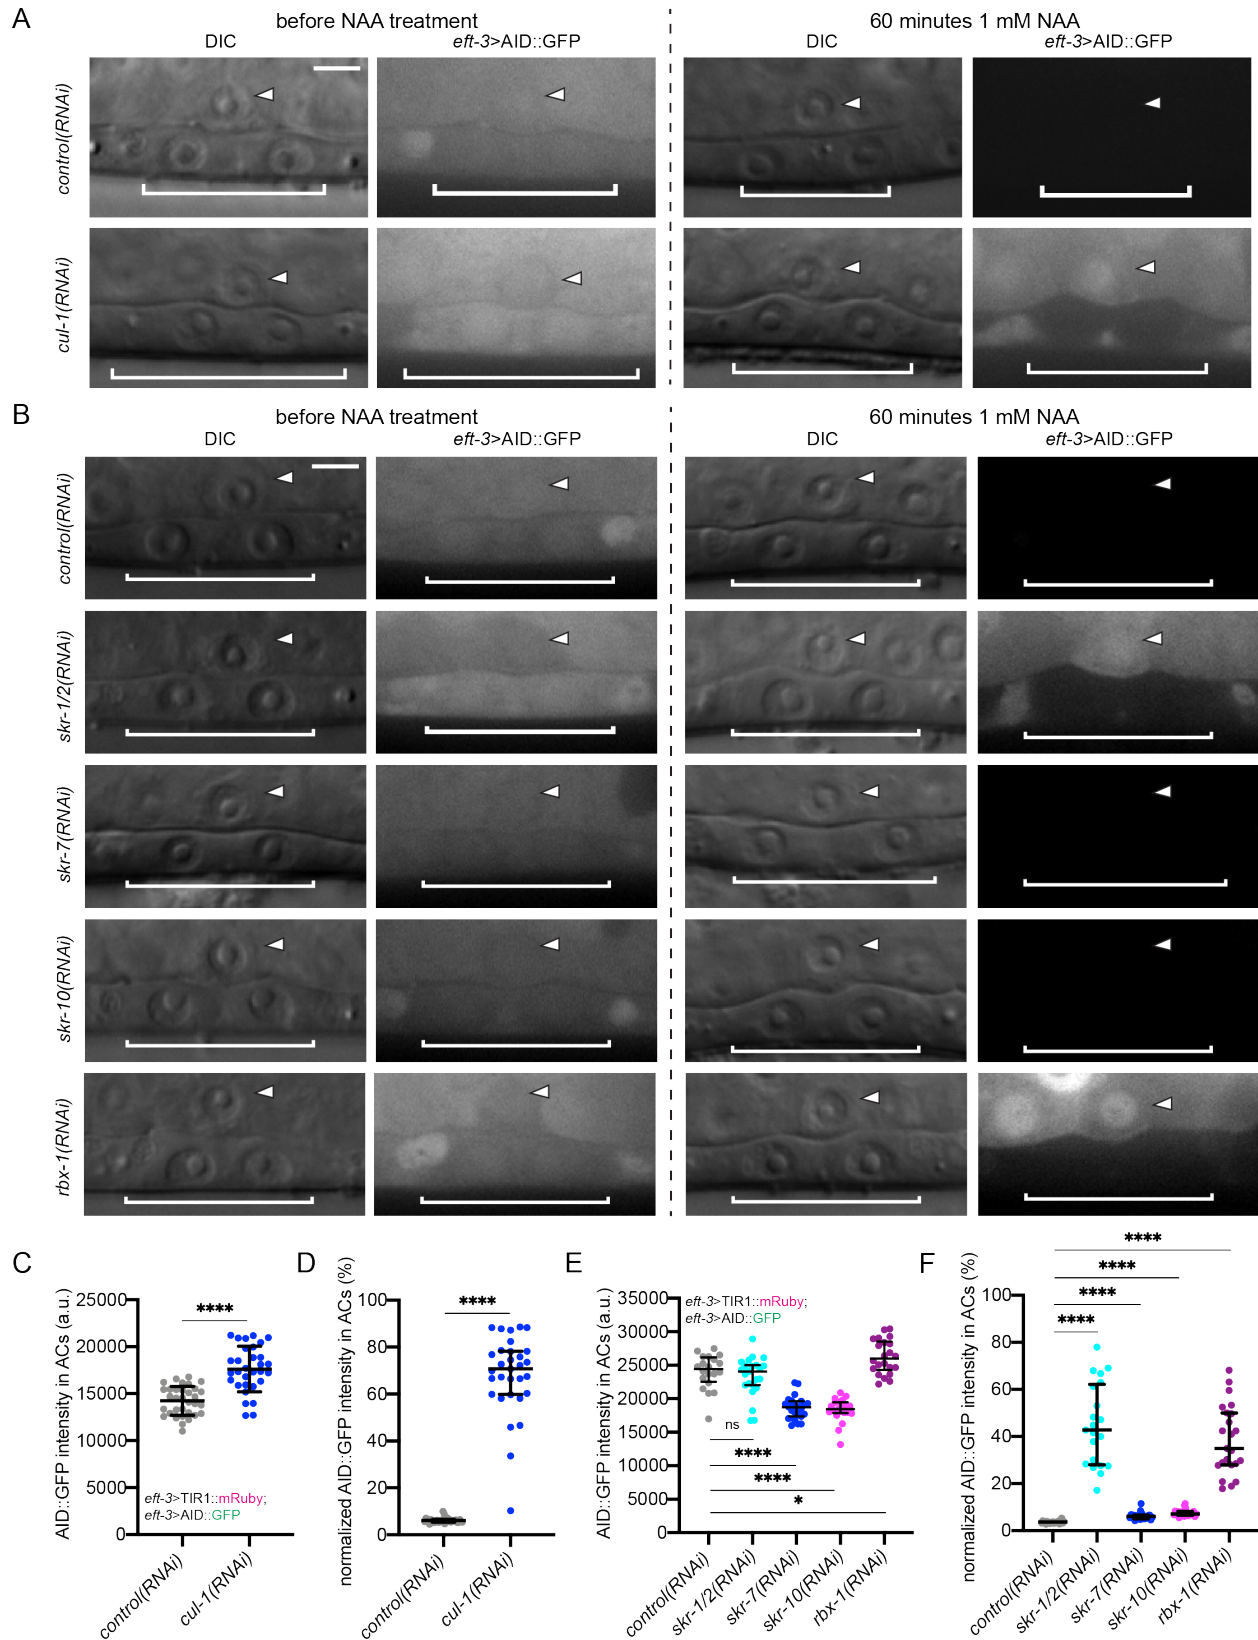 A
before NAA treatment
60 minutes 1 mM NAA
DIC
eft-3>AID::GFP
DIC
eft-3>AID::GFP
control(RNAi)
cul-1(RNAi)
B
before NAA treatment
60 minutes 1 mM NAA
DIC
eft-3>AID::GFP
DIC
eft-3>AID::GFP
control(RNAi)
skr-1/2(RNAi)
skr-7(RNAi)
skr-10(RNAi)
rbx-1(RNAi)
C
AID::GFP intensity in ACs (a.u.)
25000
20000
15000
10000
5000
0
****
eft-3>TIR1::mRuby;
eft-3>AID::GFP
control(RNAi)
cul-1(RNAi)
D
normalized AID::GFP intensity in ACs (%)
100
80
60
40
20
0
****
control(RNAi)
cul-1(RNAi)
E
AID::GFP intensity in ACs (a.u.)
35000
30000
25000
20000
15000
10000
5000
0
eft-3>TIR1::mRuby;
eft-3>AID::GFP
ns
****
****
*
control(RNAi)
skr-1/2(RNAi)
skr-7(RNAi)
skr-10(RNAi)
rbx-1(RNAi)
F
normalized AID::GFP intensity in ACs (%)
100
80
60
40
20
0
****
****
****
****
control(RNAi)
skr-1/2(RNAi)
skr-7(RNAi)
skr-10(RNAi)
rbx-1(RNAi)